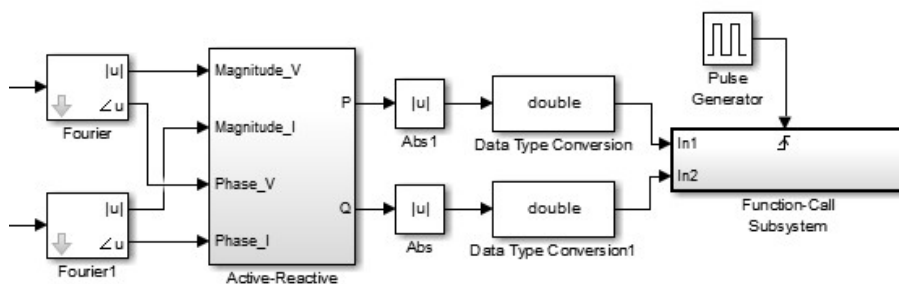 |u|
∠u
Fourier
|u|
∠u
Fourier1
Magnitude_V
Magnitude_I
Phase_V
Phase_I
P
Q
Active-Reactive
|u|
Abs1
|u|
Abs
double
Data Type Conversion
double
Data Type Conversion1
Pulse
Generator
In1
In2
Function-Call
Subsystem